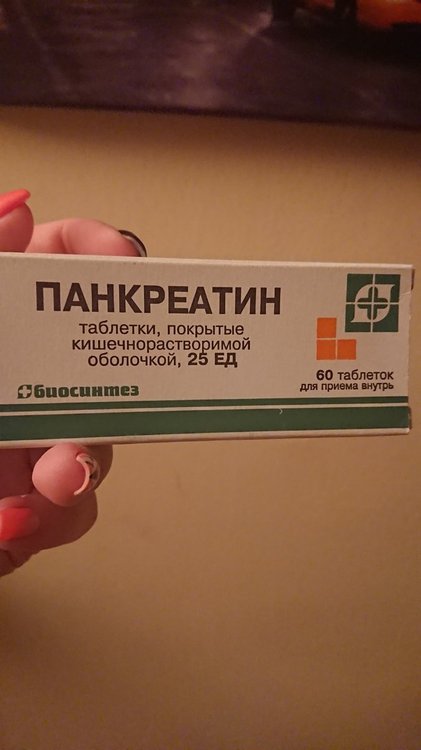 ПАНКРЕАТИН
таблетки, покрытые
кишечнорастворимой
оболочкой, 25 ЕД
биосинтез
60 таблеток
для приема внутрь